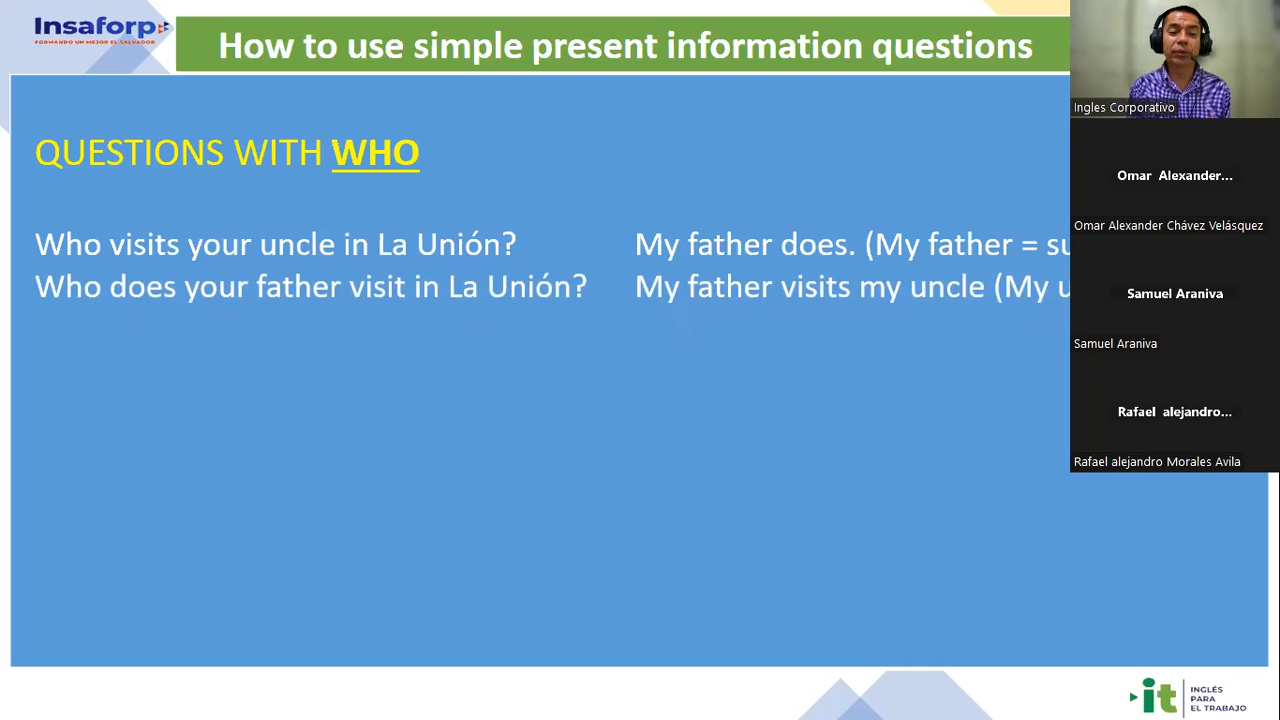 Insaforp
FORMANDO UN MEJOR EL SALVADOR
How to use simple present information questions
Ingles Corporativo
QUESTIONS WITH WHO
Omar Alexander...
Omar Alexander Chávez Velásquez
Who visits your uncle in La Unión? My father does. (My father = su
Who does your father visit in La Unión? My father visits my uncle (My u
Samuel Araniva
Samuel Araniva
Rafael alejandro...
Rafael alejandro Morales Avila
it INGLÉS
PARA
EL TRABAJO